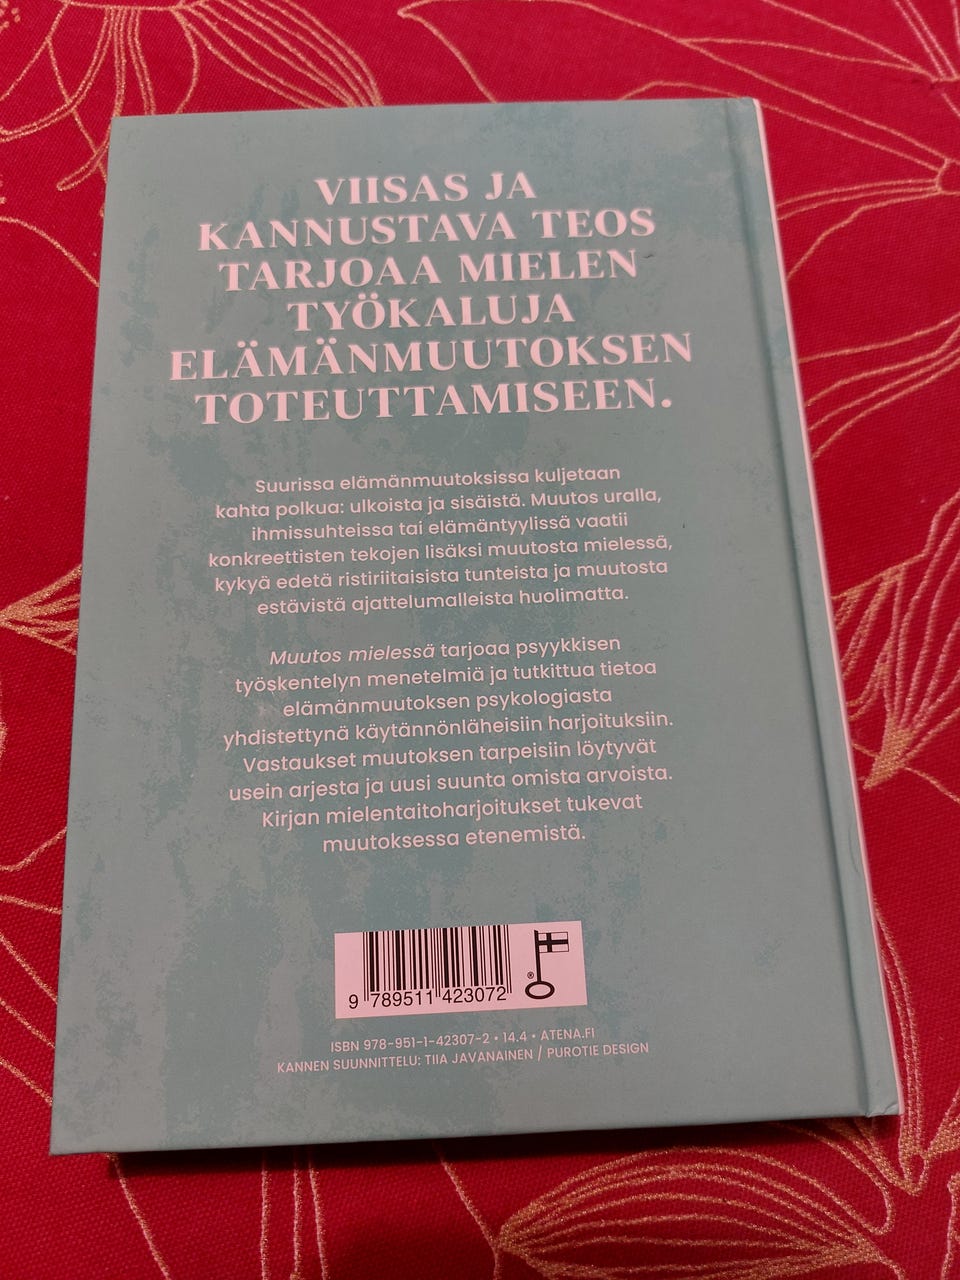 VIISAS JA
KANNUSTAVA TEOS
TARJOAA MIELEN
TYÖKALUJA
ELÄMÄNMUUTOKSEN
TOTEUTTAMISEEN.
Suurissa elämänmuutoksissa kuljetaan
kahta polkua: ulkoista ja sisäistä. Muutos uralla,
ihmissuhteissa tai elämäntyylissä vaatii
konkreettisten tekojen lisäksi muutosta mielessä,
kykyä edetä ristiriitaisista tunteista ja muutosta
estävistä ajattelumalleista huolimatta.
Muutos mielessä tarjoaa psyykkisen
työskentelyn menetelmiä ja tutkittua tietoa
elämänmuutoksen psykologiasta
yhdistettynä käytännönläheisiin harjoituksiin.
Vastaukset muutoksen tarpeisiin löytyvät
usein arjesta ja uusi suunta omista arvoista.
Kirjan mielentaitoharjoitukset tukevat
muutoksessa etenemistä.
9 789511 423072 ®
ISBN 978-951-1-42307-2 • 14.4 • ATENA.FI
KANNEN SUUNNITTELU: TIIA JAVANAINEN / PUROTIE DESIGN